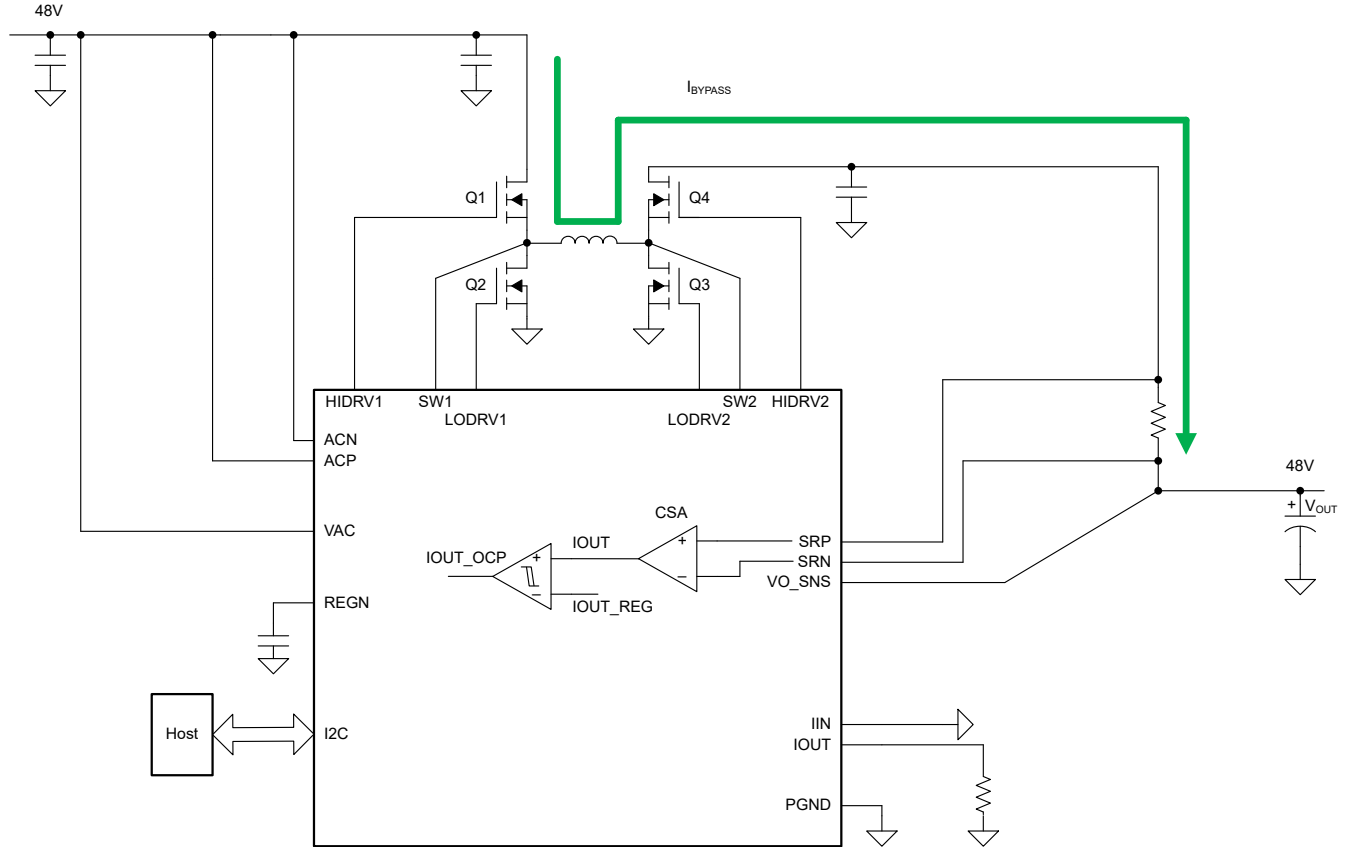 48V
IBYPASS
Q1
Q4
Q2
Q3
HIDRV1
SW1
LODRV1
LODRV2
SW2
HIDRV2
ACN
ACP
VAC
REGN
Host
I2C
CSA
+
−
IOUT
IOUT_OCP
+
−
IOUT_REG
SRP
SRN
VO_SNS
48V
+
VOUT
IIN
IOUT
PGND